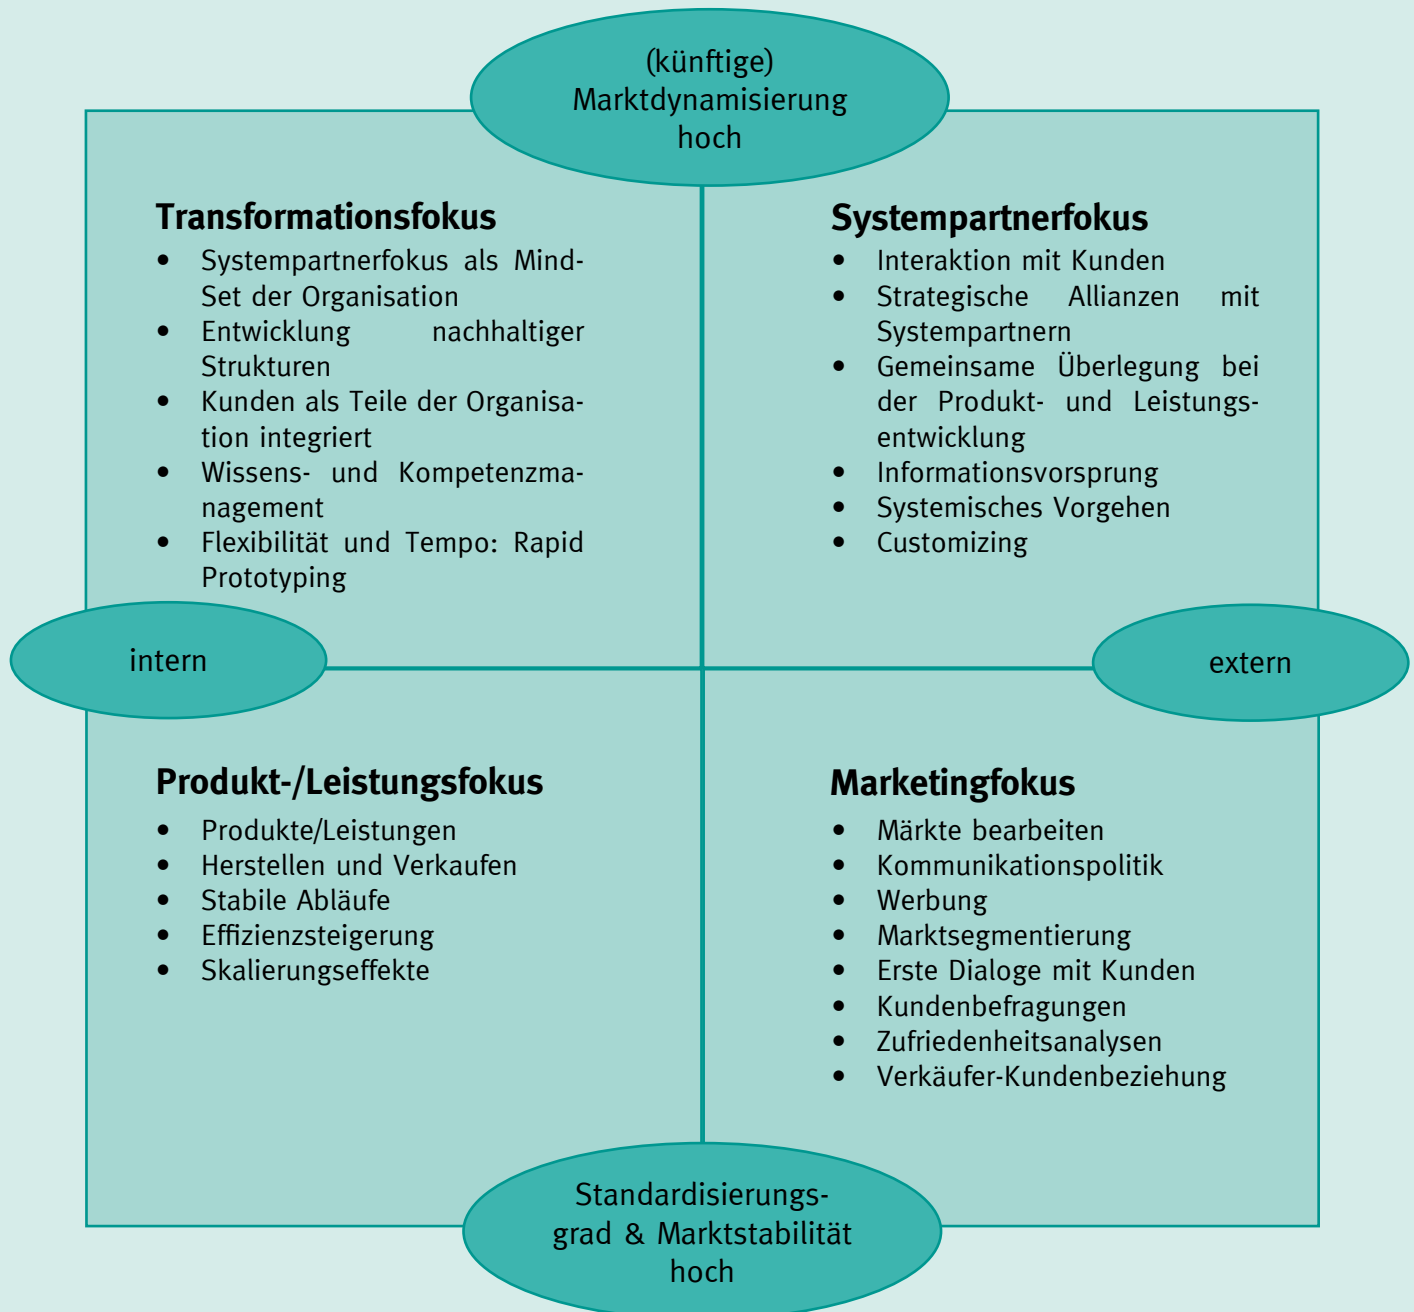 (künftige)
Marktdynamisierung
hoch
Transformationsfokus
• Systempartnerfokus als Mind-
Set der Organisation
• Entwicklung nachhaltiger
Strukturen
• Kunden als Teile der Organisa-
tion integriert
• Wissens- und Kompetenzma-
nagement
• Flexibilität und Tempo: Rapid
Prototyping
Systempartnerfokus
• Interaktion mit Kunden
• Strategische Allianzen mit
Systempartnern
• Gemeinsame Überlegung bei
der Produkt- und Leistungs-
entwicklung
• Informationsvorsprung
• Systemisches Vorgehen
• Customizing
intern
extern
Produkt-/Leistungsfokus
• Produkte/Leistungen
• Herstellen und Verkaufen
• Stabile Abläufe
• Effizienzsteigerung
• Skalierungseffekte
Marketingfokus
• Märkte bearbeiten
• Kommunikationspolitik
• Werbung
• Marktsegmentierung
• Erste Dialoge mit Kunden
• Kundenbefragungen
• Zufriedenheitsanalysen
• Verkäufer-Kundenbeziehung
Standardisierungs-
grad & Marktstabilität
hoch